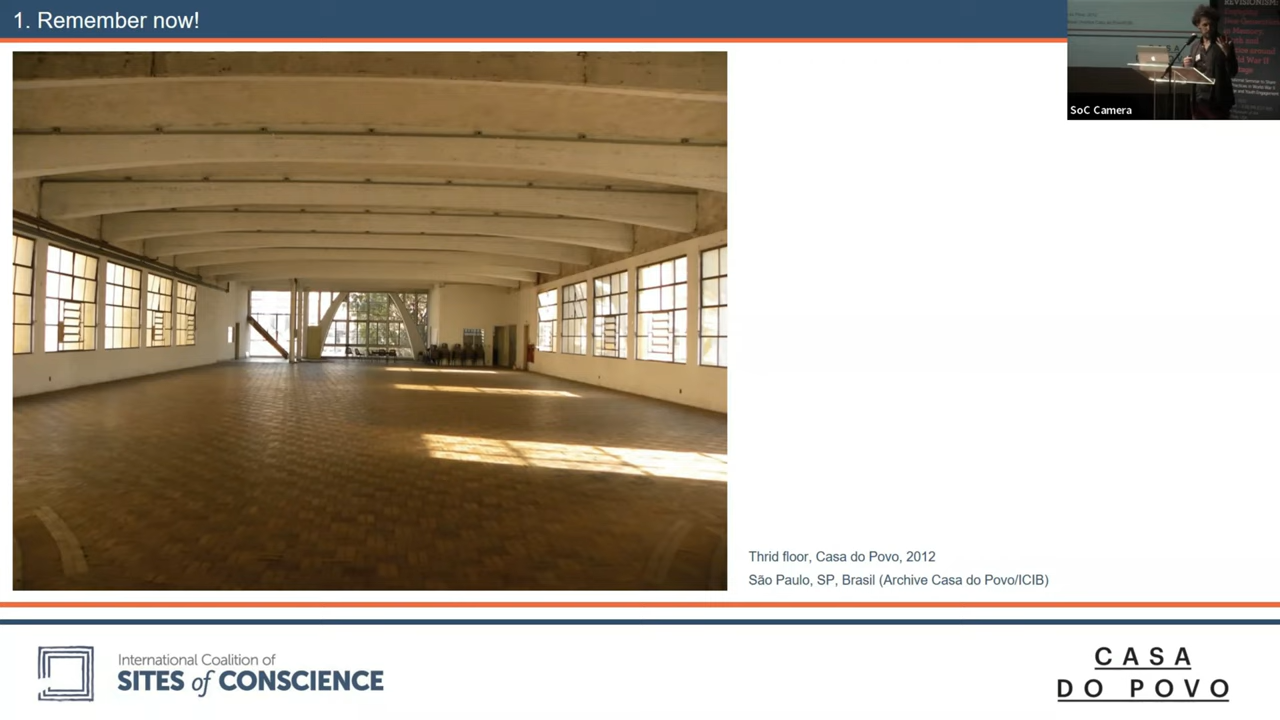 1. Remember now!
REVISIONISM:
SoC Camera
Thrid floor, Casa do Povo, 2012
São Paulo, SP, Brasil (Archive Casa do Povo/ICIB)
International Coalition of
SITES of CONSCIENCE
CASA
DO POVO